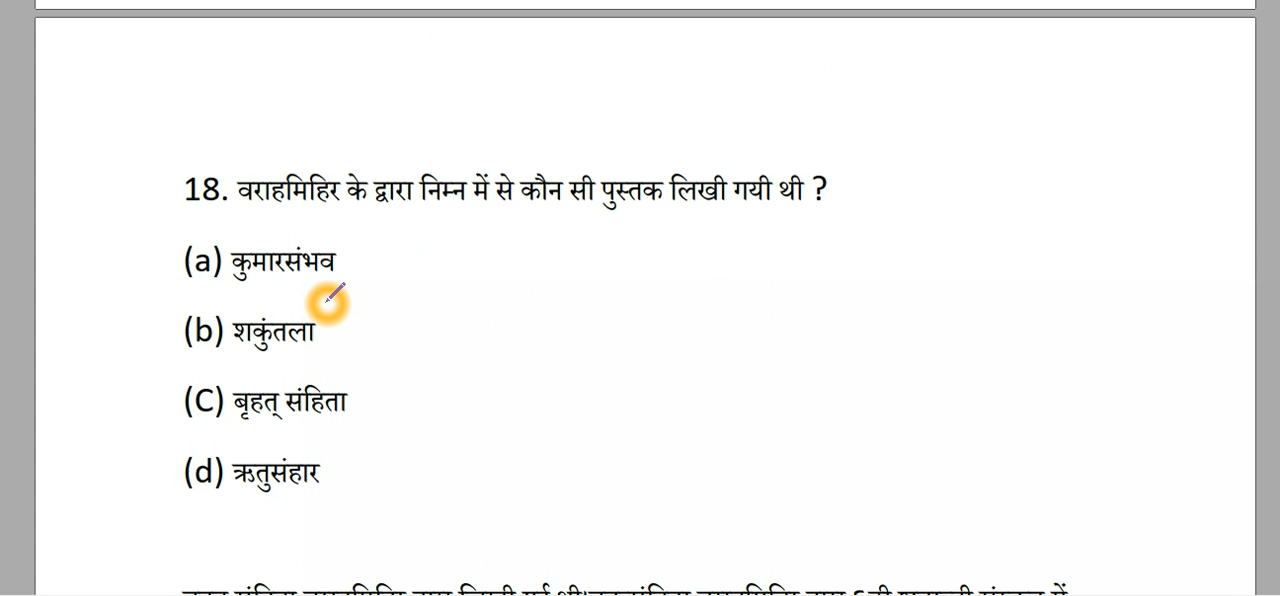 18. वराहमिहिर के द्वारा निम्न में से कौन सी पुस्तक लिखी गयी थी ?
(a) कुमारसंभव
(b) शकुंतला
(C) बृहत् संहिता
(d) ऋतुसंहार